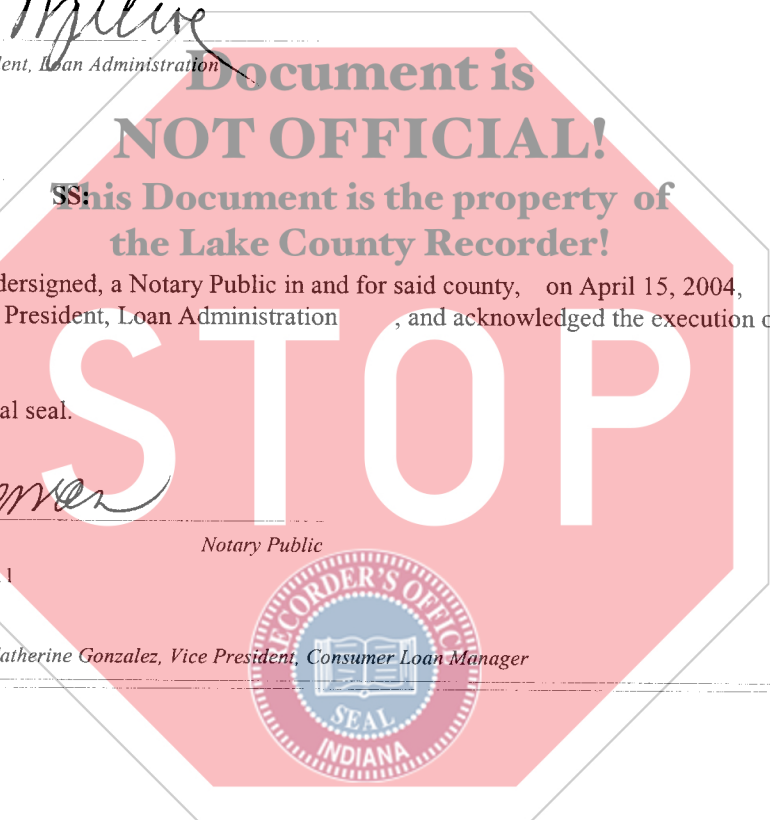 ent, Loan Administration
Document is
NOT OFFICIAL!
SS:
This Document is the property of
the Lake County Recorder!
dersigned, a Notary Public in and for said county, on April 15, 2004,
President, Loan Administration , and acknowledged the execution o
STOP
al seal.
Notary Public
1
atherine Gonzalez, Vice President, Consumer Loan Manager
RECORDER'S OFFICE
SEAL
INDIANA